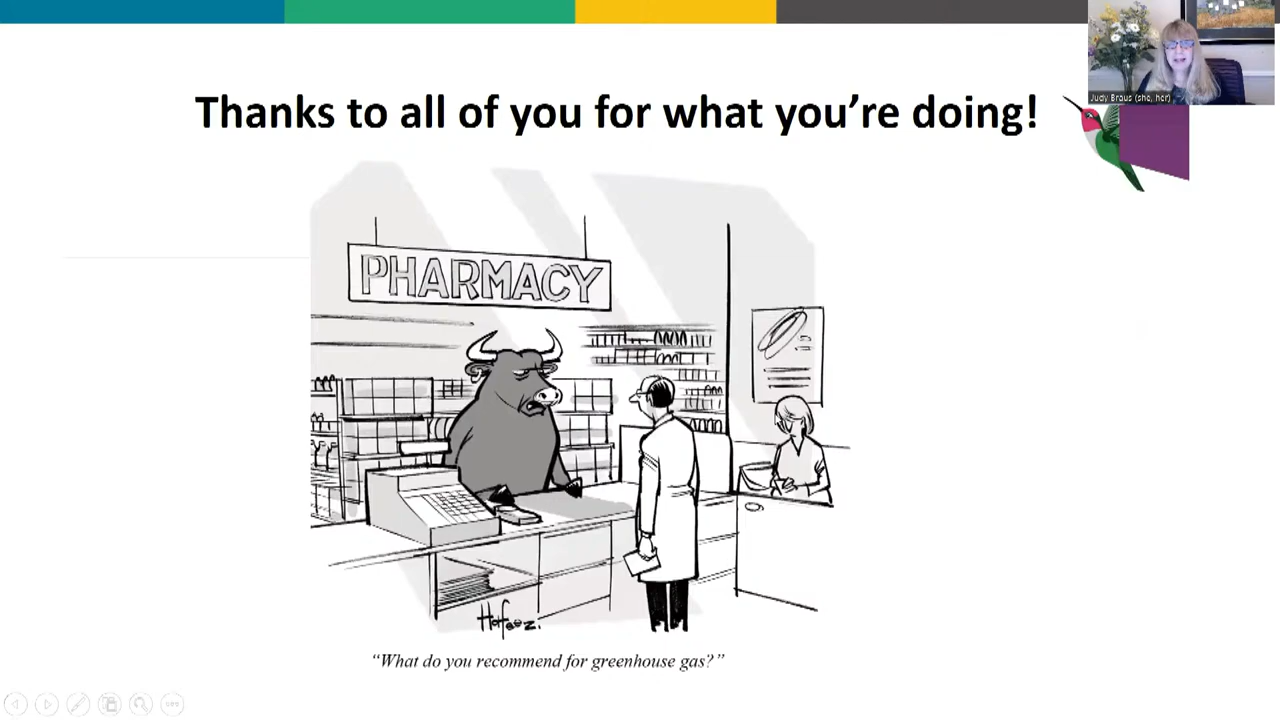 Thanks to all of you for what you’re doing!
Judy Braus (she, her)
PHARMACY
Hafeez.
“What do you recommend for greenhouse gas?”